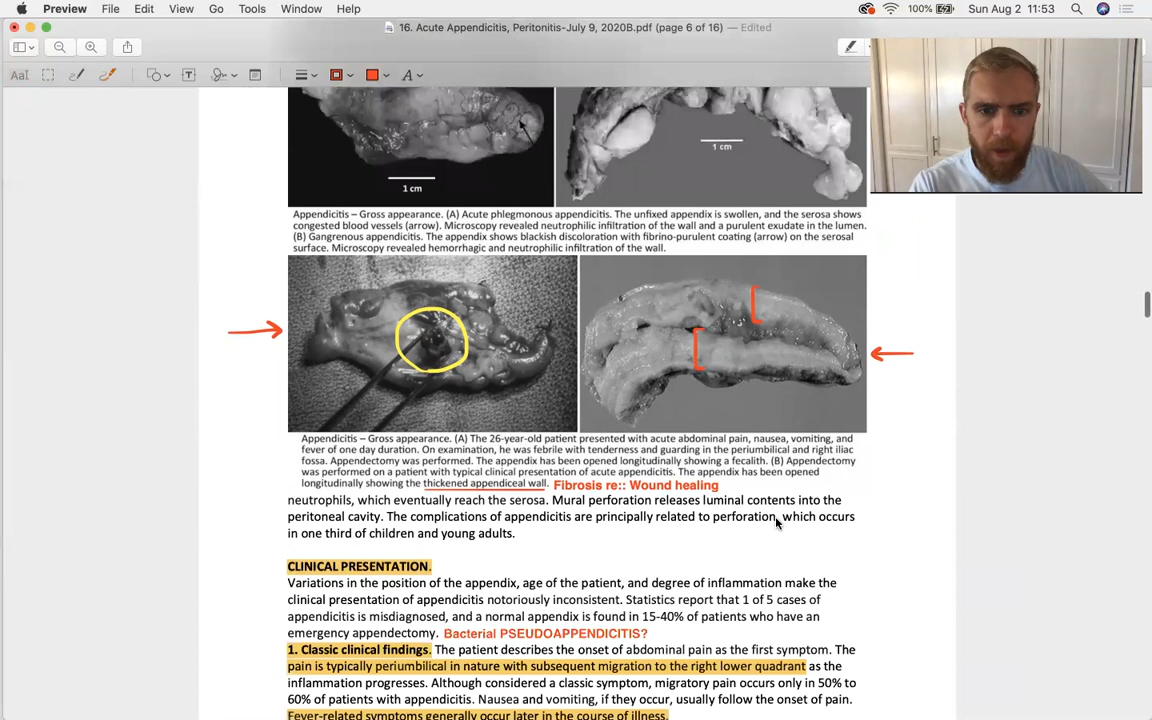 Preview File Edit View Go Tools Window Help 100% Sun Aug 2 11:53
16. Acute Appendicitis, Peritonitis-July 9, 2020B.pdf (page 6 of 16) — Edited
AaI T A
1 cm
1 cm
Appendicitis – Gross appearance. (A) Acute phlegmonous appendicitis. The unfixed appendix is swollen, and the serosa shows
congested blood vessels (arrow). Microscopy revealed neutrophilic infiltration of the wall and a purulent exudate in the lumen.
(B) Gangrenous appendicitis. The appendix shows blackish discoloration with fibrino-purulent coating (arrow) on the serosal
surface. Microscopy revealed hemorrhagic and neutrophilic infiltration of the wall.
Appendicitis – Gross appearance. (A) The 26-year-old patient presented with acute abdominal pain, nausea, vomiting, and
fever of one day duration. On examination, he was febrile with tenderness and guarding in the periumbilical and right iliac
fossa. Appendectomy was performed. The appendix has been opened longitudinally showing a fecalith. (B) Appendectomy
was performed on a patient with typical clinical presentation of acute appendicitis. The appendix has been opened
longitudinally showing the thickened appendiceal wall. Fibrosis re:: Wound healing
neutrophils, which eventually reach the serosa. Mural perforation releases luminal contents into the
peritoneal cavity. The complications of appendicitis are principally related to perforation, which occurs
in one third of children and young adults.
CLINICAL PRESENTATION.
Variations in the position of the appendix, age of the patient, and degree of inflammation make the
clinical presentation of appendicitis notoriously inconsistent. Statistics report that 1 of 5 cases of
appendicitis is misdiagnosed, and a normal appendix is found in 15-40% of patients who have an
emergency appendectomy. Bacterial PSEUDOAPPENDICITIS?
1. Classic clinical findings. The patient describes the onset of abdominal pain as the first symptom. The
pain is typically periumbilical in nature with subsequent migration to the right lower quadrant as the
inflammation progresses. Although considered a classic symptom, migratory pain occurs only in 50% to
60% of patients with appendicitis. Nausea and vomiting, if they occur, usually follow the onset of pain.
Fever-related symptoms generally occur later in the course of illness.